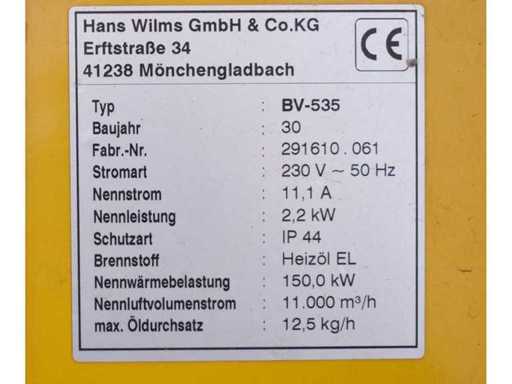 Hans Wilms GmbH & Co.KG
Erftstraße 34
41238 Mönchengladbach
CE
Typ : BV-535
Baujahr : 30
Fabr.-Nr. : 291610.061
Stromart : 230 V ~ 50 Hz
Nennstrom : 11,1 A
Nennleistung : 2,2 kW
Schutzart : IP 44
Brennstoff : Heizöl EL
Nennwärmebelastung : 150,0 kW
Nennluftvolumenstrom : 11.000 m³/h
max. Öldurchsatz : 12,5 kg/h